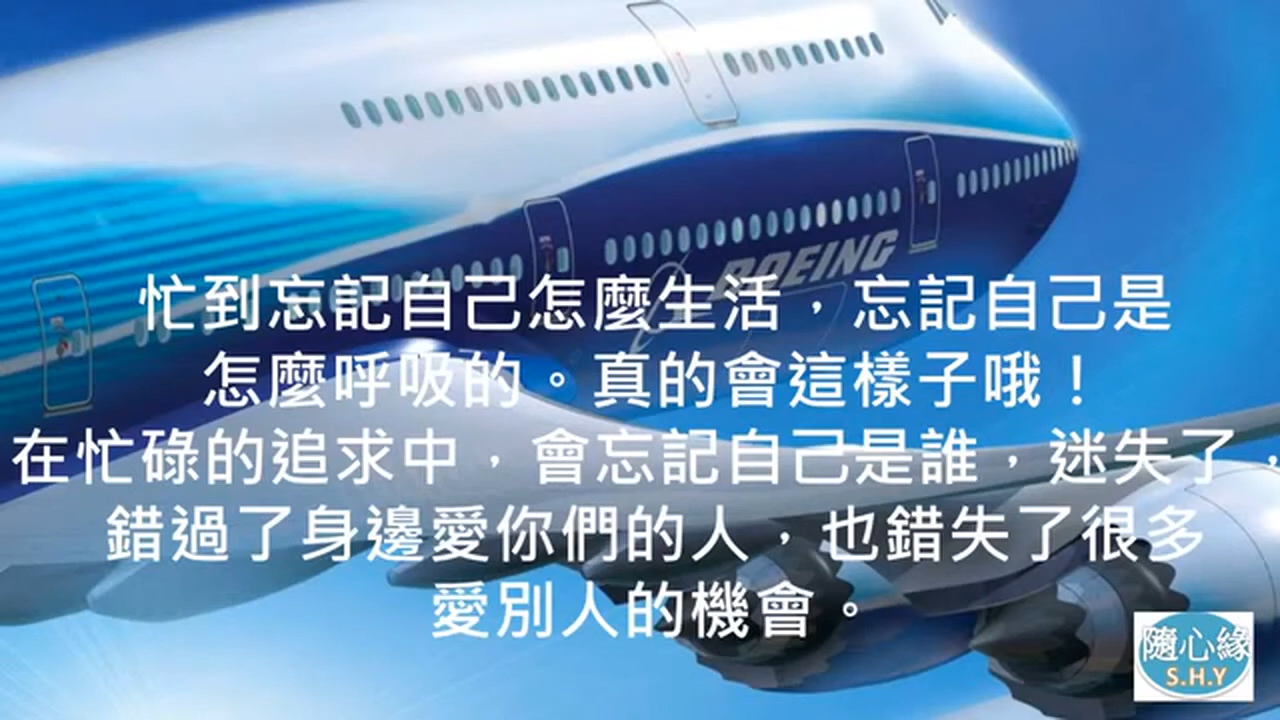 BOEING
忙到忘記自己怎麼生活，忘記自己是
怎麼呼吸的。真的會這樣子哦！
在忙碌的追求中，會忘記自己是誰，迷失了，
錯過了身邊愛你們的人，也錯失了很多
愛別人的機會。
隨心緣
S.H.Y